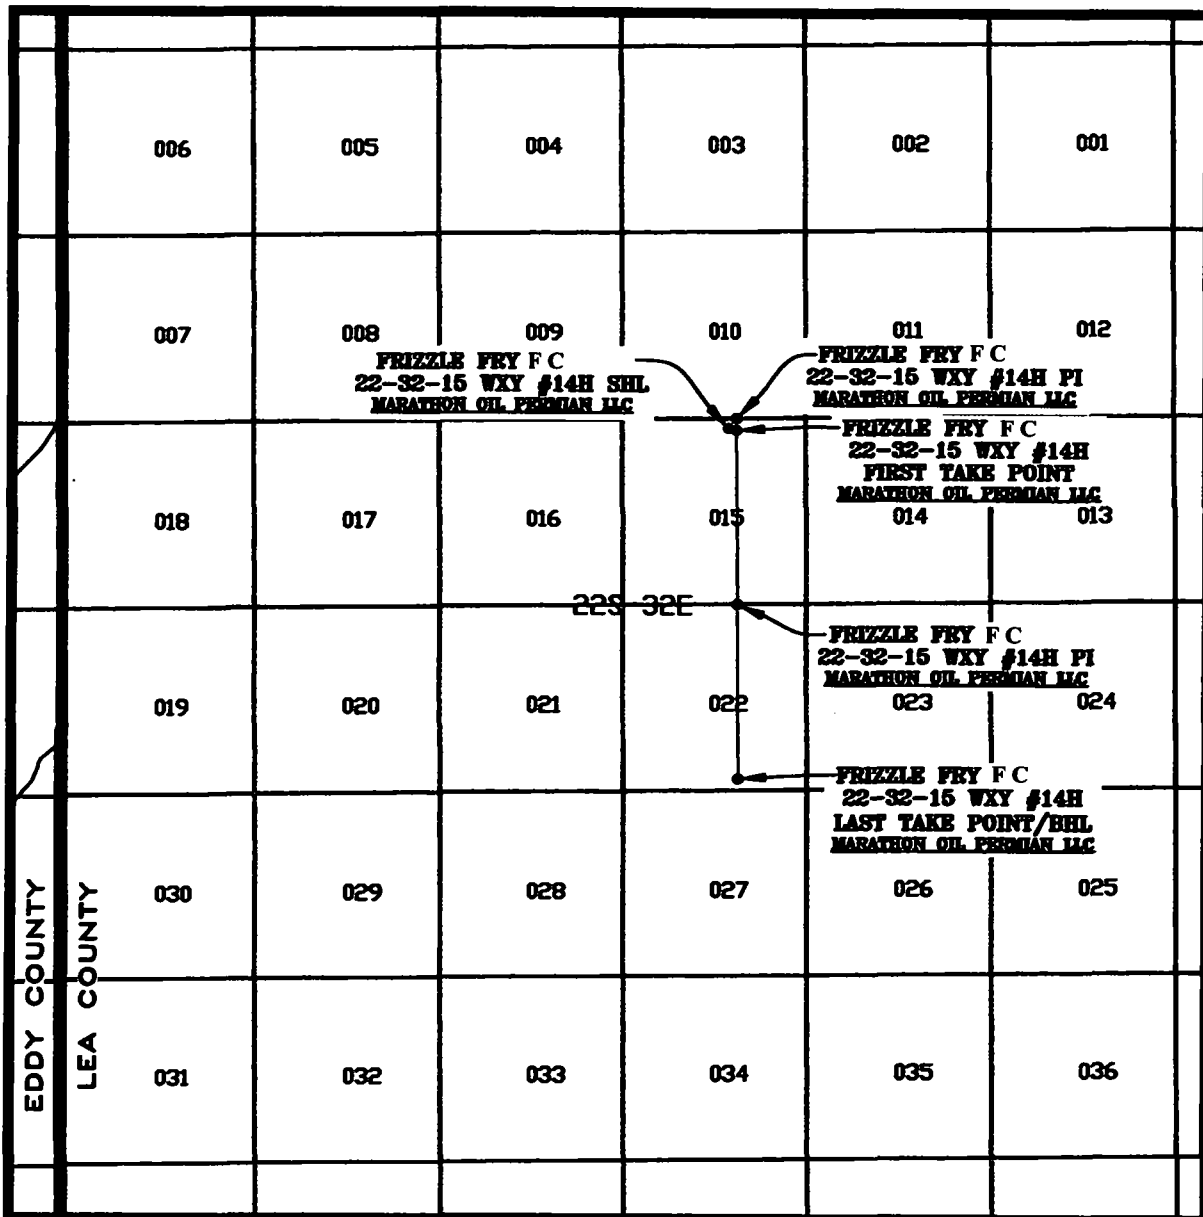 006 005 004 003 002 001
007 008 009 010 011 012
FRIZZLE FRY F C
22-32-15 WXY #14H SHL
MARATHON OIL PERMIAN LLC
FRIZZLE FRY F C
22-32-15 WXY #14H PI
MARATHON OIL PERMIAN LLC
FRIZZLE FRY F C
22-32-15 WXY #14H
FIRST TAKE POINT
MARATHON OIL PERMIAN LLC
018 017 016 015 014 013
22S 32E
FRIZZLE FRY F C
22-32-15 WXY #14H PI
MARATHON OIL PERMIAN LLC
019 020 021 022 023 024
FRIZZLE FRY F C
22-32-15 WXY #14H
LAST TAKE POINT/BHL
MARATHON OIL PERMIAN LLC
030 029 028 027 026 025
EDDY COUNTY
LEA COUNTY
031 032 033 034 035 036